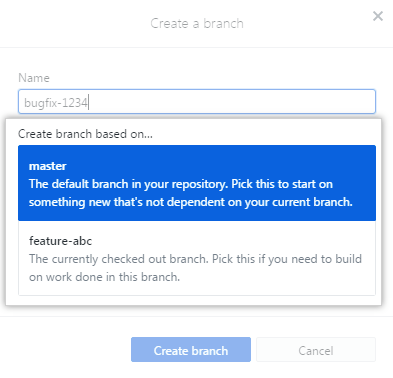 Create a branch
Name
bugfix-1234
Create branch based on...
master
The default branch in your repository. Pick this to start on
something new that's not dependent on your current branch.
feature-abc
The currently checked out branch. Pick this if you need to build
on work done in this branch.
Create branch
Cancel